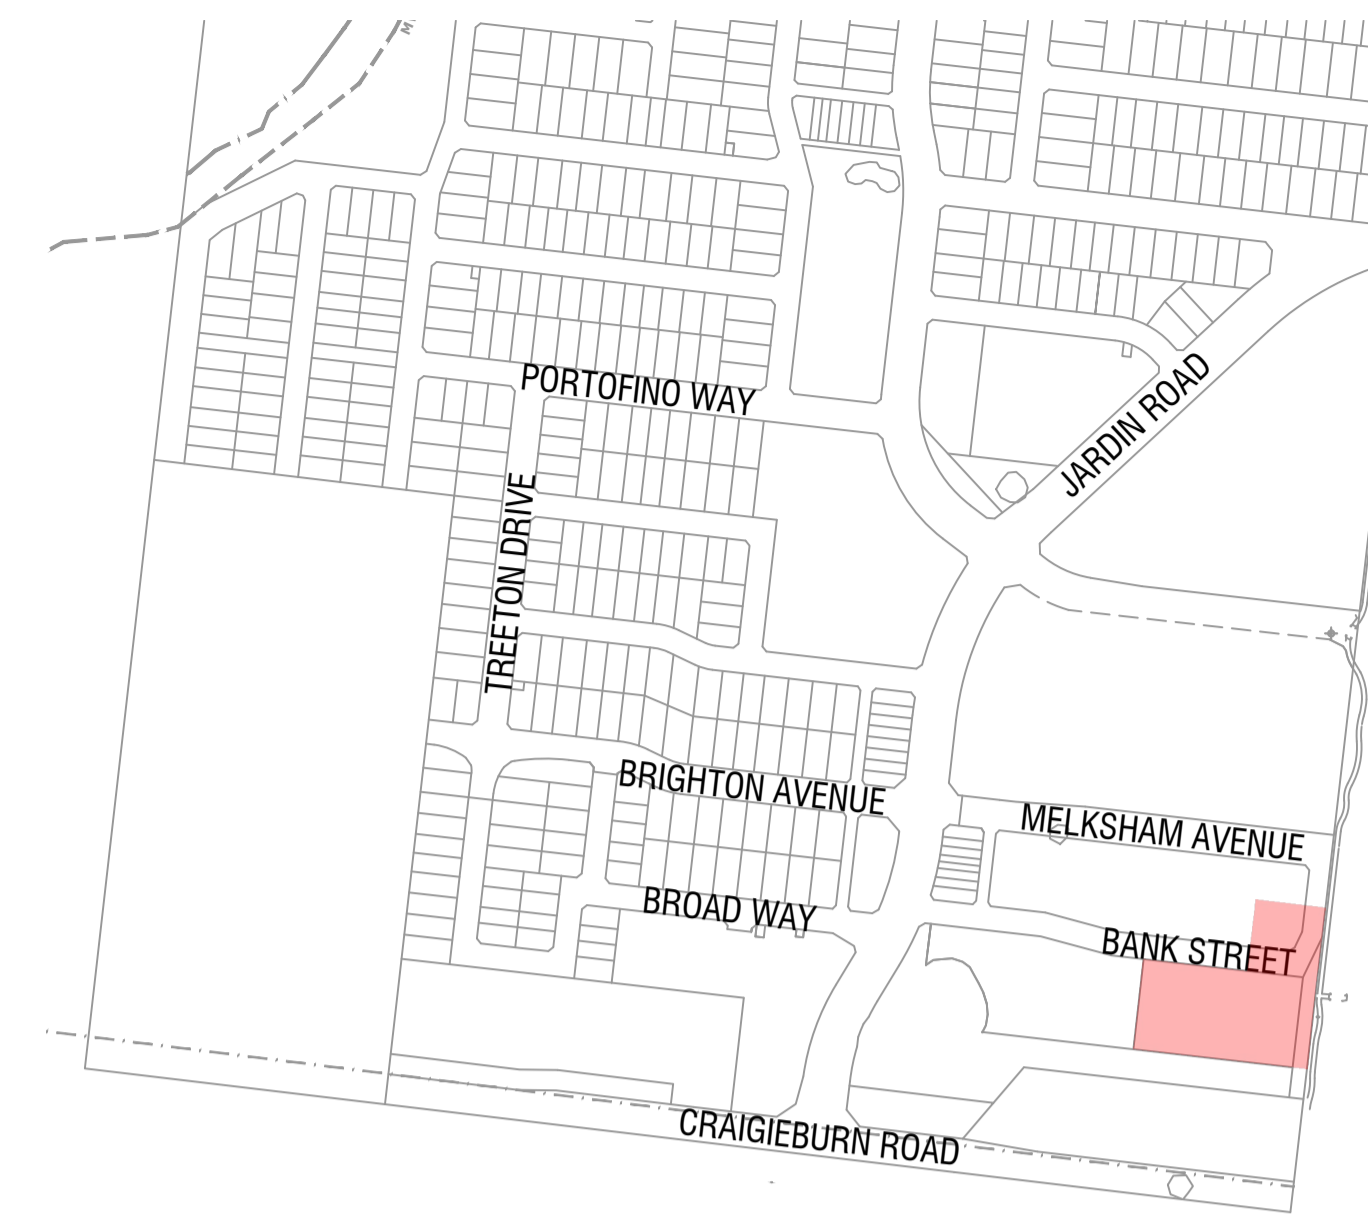 PORTOFINO WAY
JARDIN ROAD
TREETON DRIVE
BRIGHTON AVENUE
MELKSHAM AVENUE
BROAD WAY
BANK STREET
CRAIGIEBURN ROAD